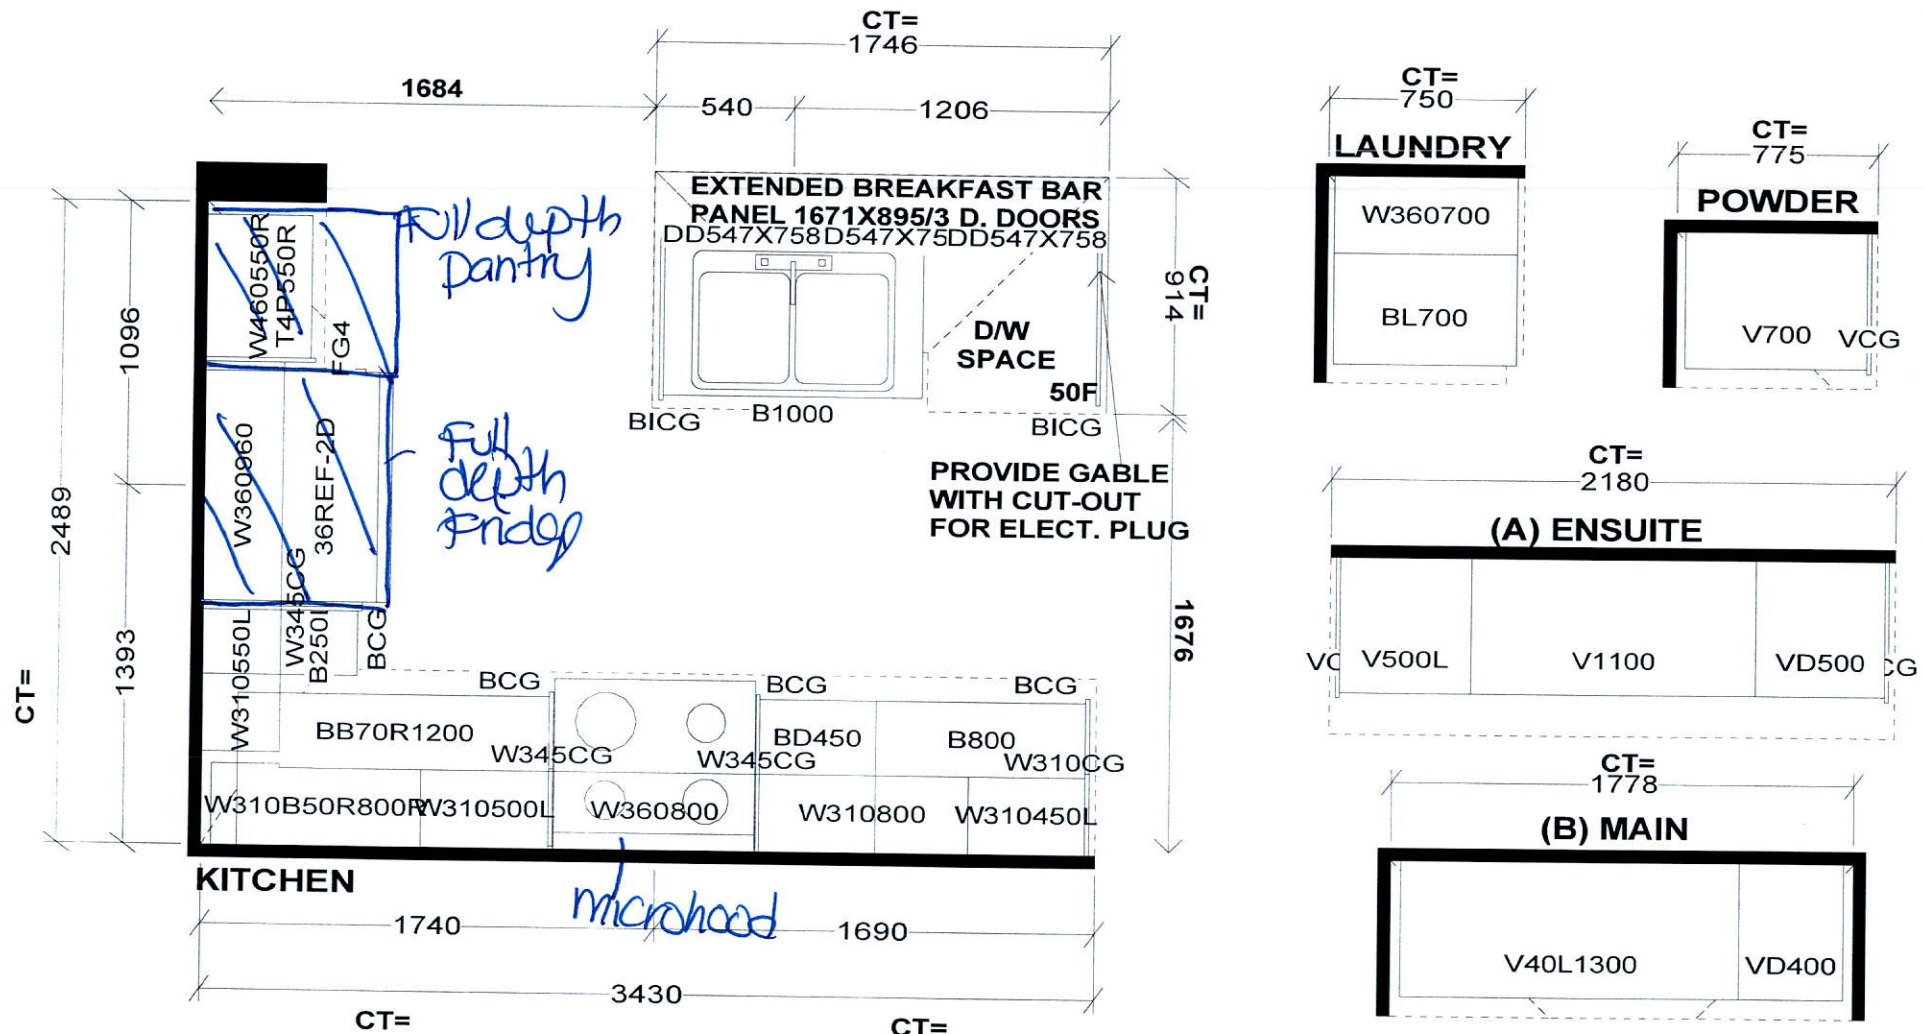 CT=
1746
1684
540
1206
EXTENDED BREAKFAST BAR
PANEL 1671X895/3 D. DOORS
DD547X758D547X75DD547X758
W460550R
T4P550R
FG4
Full depth
pantry
1096
2489
1393
CT=
CT=
914
D/W
SPACE
50F
BICG
B1000
BICG
PROVIDE GABLE
WITH CUT-OUT
FOR ELECT. PLUG
1676
W360960
36REF-2D
Full
depth
Fridge
W310550L
W345CG
B250L
BCG
BCG
BCG
BCG
BB70R1200
W345CG
W345CG
BD450
B800
W310CG
W310B50R800R
W310500L
W360800
W310800
W310450L
KITCHEN
microhood
1740
1690
3430
CT=
CT=
CT=
750
LAUNDRY
W360700
BL700
CT=
775
POWDER
V700
VCG
CT=
2180
(A) ENSUITE
V500L
V1100
VD500
CG
CT=
1778
(B) MAIN
V40L1300
VD400